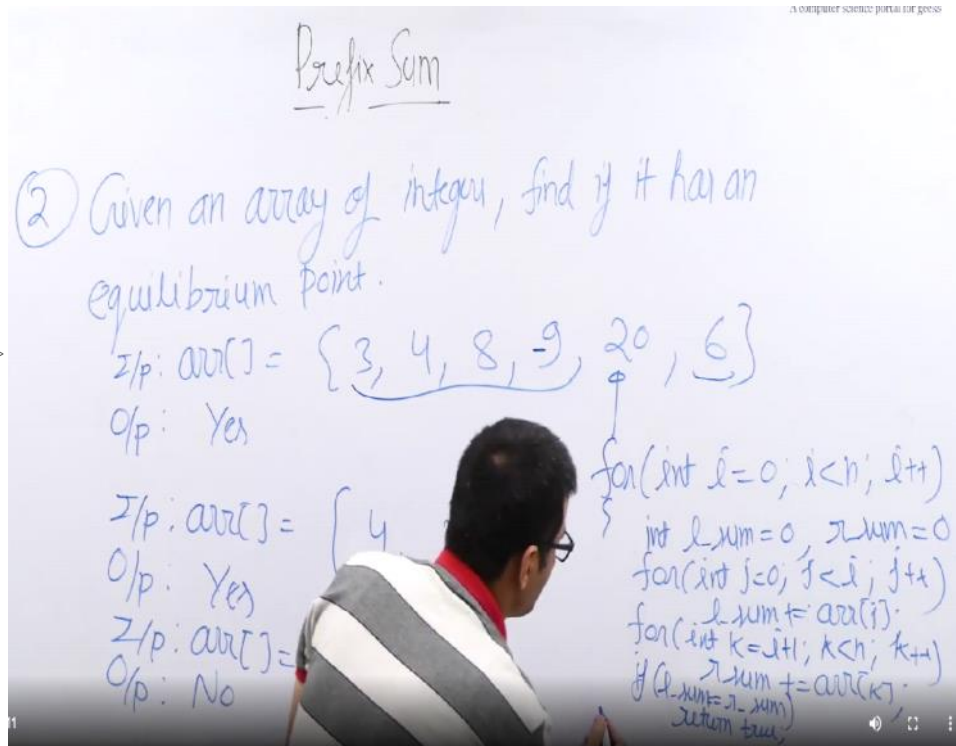 A computer science portal for geeks
Prefix Sum
2 Given an array of integers, find if it has an
equilibrium point.
I/p: arr[] = {3, 4, 8, -9, 20, 6}
O/p: Yes
I/p: arr[] = { 4
O/p: Yes
I/p: arr[] =
O/p: No
for(int i=0; i<n; i++)
{
int l_sum=0, r_sum=0
for(int j=0; j<i; j++)
l_sum += arr[j];
for(int k=i+1; k<n; k++)
r_sum += arr[k];
if(l_sum==r_sum)
return true;
11